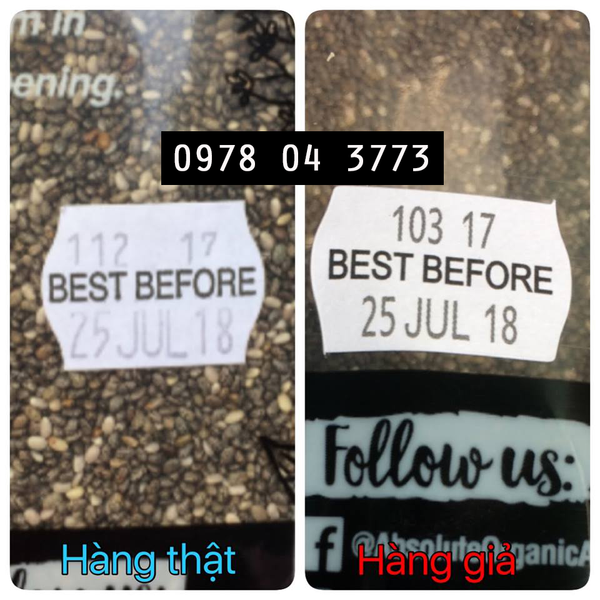 m in
ening.
0978 04 3773
112 17
BEST BEFORE
25 JUL 18
Hàng thật
103 17
BEST BEFORE
25 JUL 18
Follow us:
f @AbsoluteOrganicA
Hàng giả